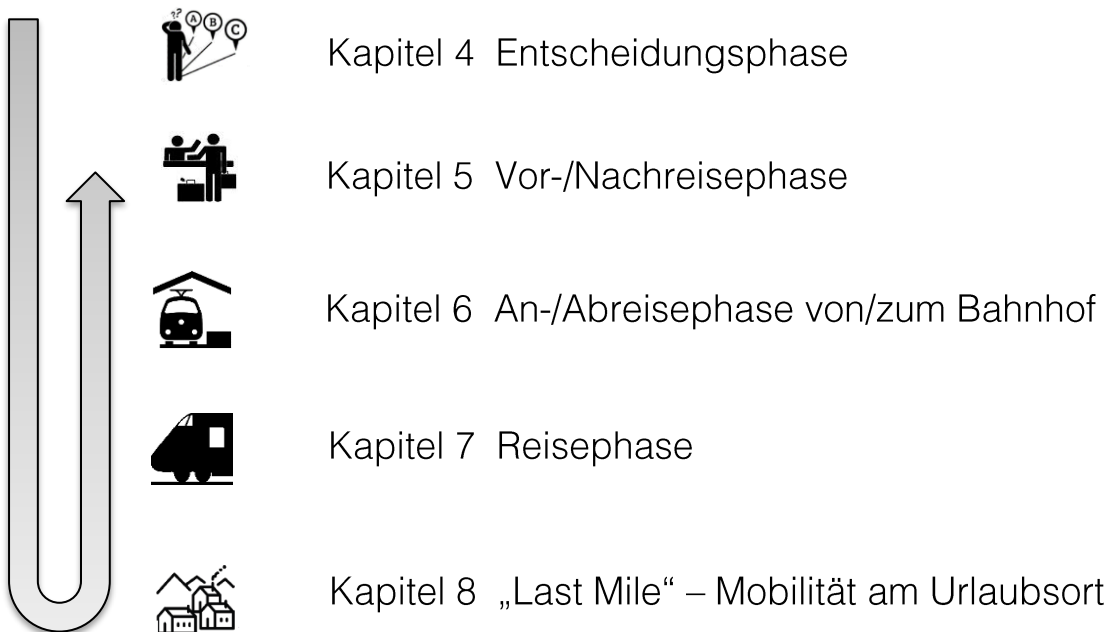 ??
A B C
Kapitel 4 Entscheidungsphase
Kapitel 5 Vor-/Nachreisephase
Kapitel 6 An-/Abreisephase von/zum Bahnhof
Kapitel 7 Reisephase
Kapitel 8 „Last Mile“ – Mobilität am Urlaubsort